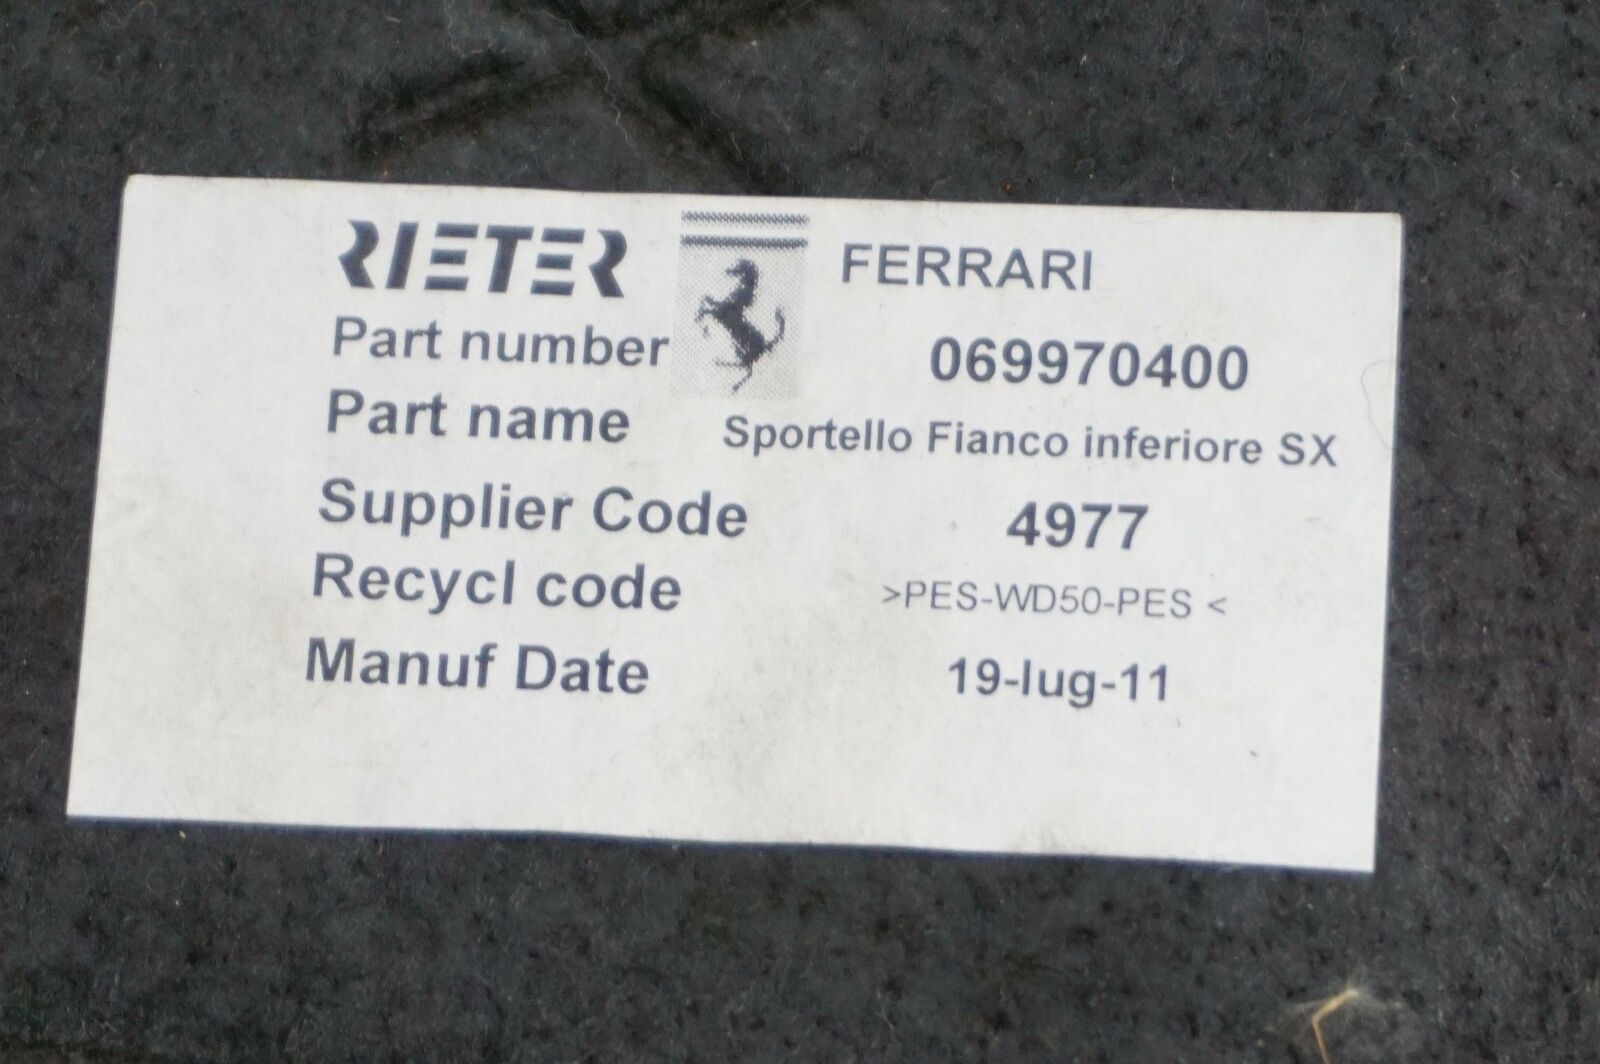 RIETER FERRARI
Part number 069970400
Part name Sportello Fianco inferiore SX
Supplier Code 4977
Recycl code >PES-WD50-PES <
Manuf Date 19-lug-11